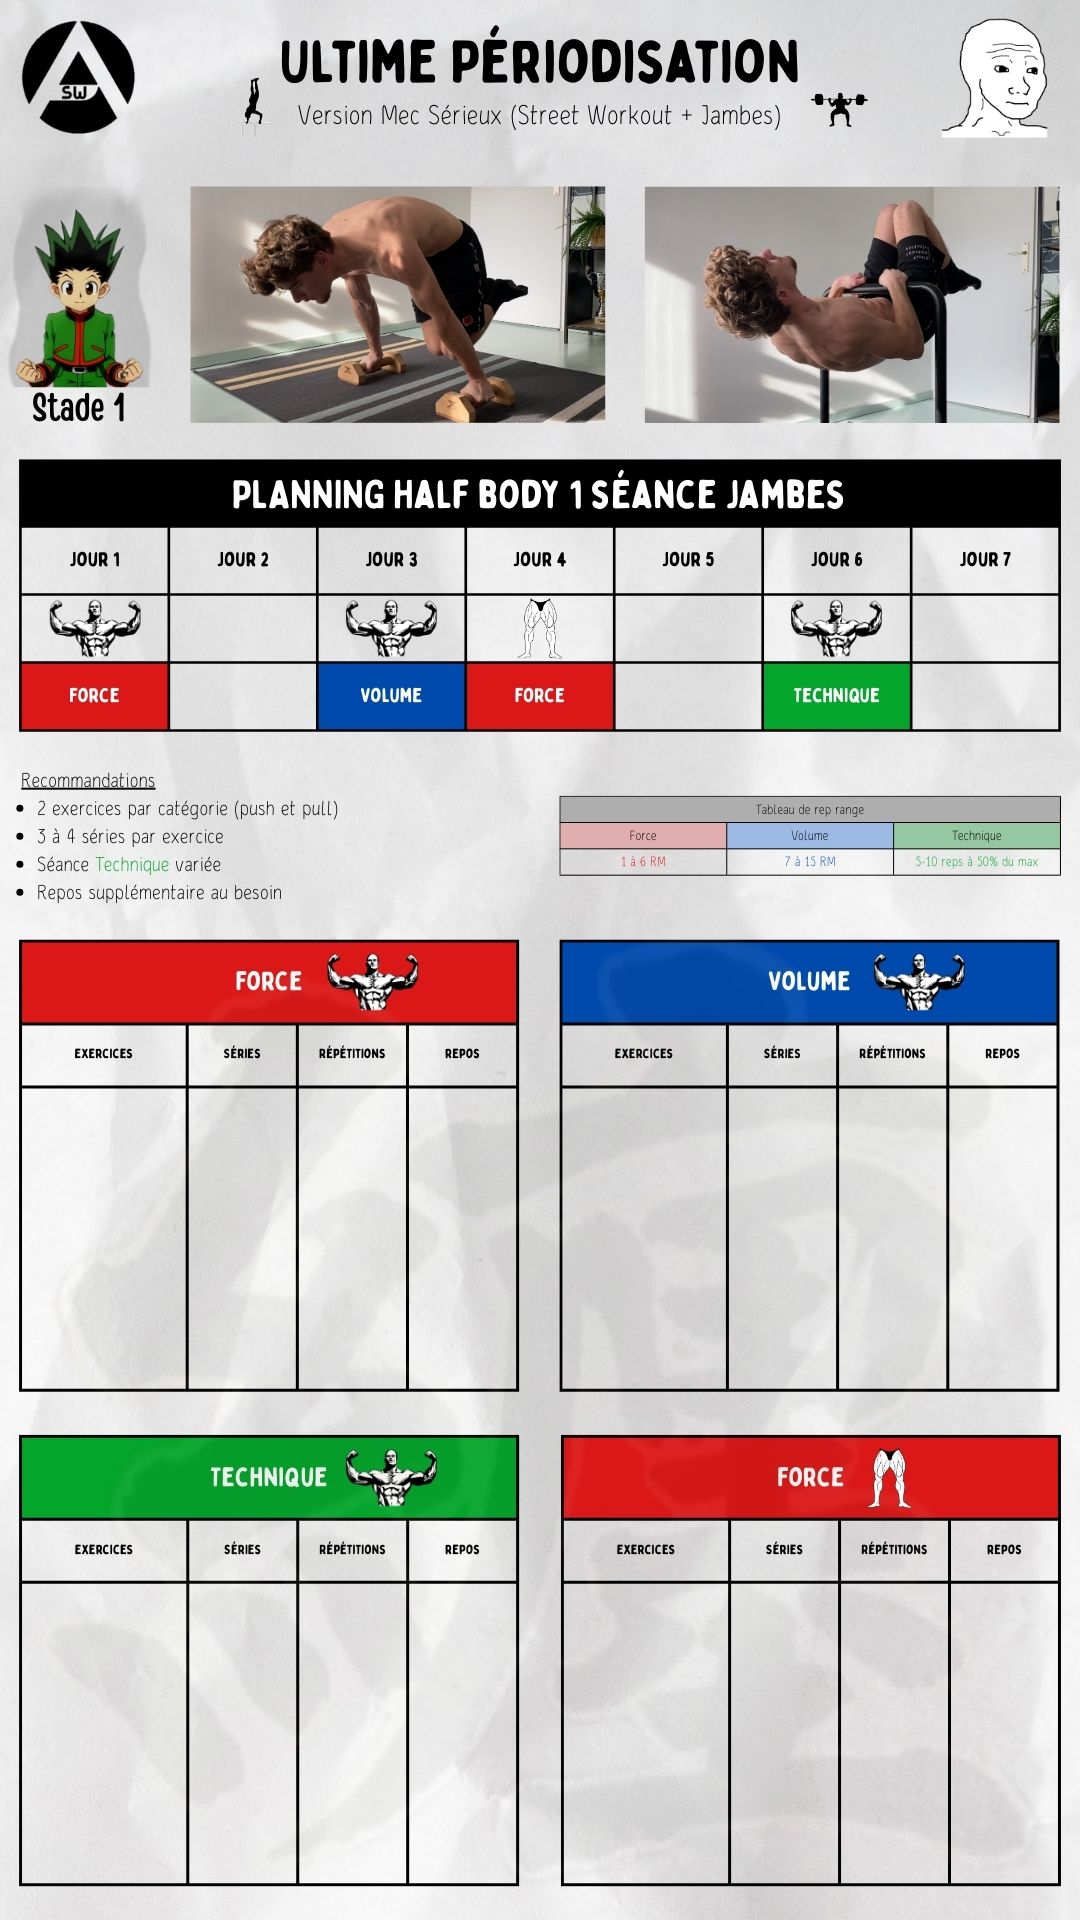 SW
ULTIME PÉRIODISATION
Version Mec Sérieux (Street Workout + Jambes)
Stade 1
PLANNING HALF BODY 1 SÉANCE JAMBES
JOUR 1 JOUR 2 JOUR 3 JOUR 4 JOUR 5 JOUR 6 JOUR 7
FORCE VOLUME FORCE TECHNIQUE
Recommandations
• 2 exercices par catégorie (push et pull)
• 3 à 4 séries par exercice
• Séance Technique variée
• Repos supplémentaire au besoin
Tableau de rep range
Force Volume Technique
1 à 6 RM 7 à 15 RM 5-10 reps à 50% du max
FORCE
EXERCICES SÉRIES RÉPÉTITIONS REPOS
VOLUME
EXERCICES SÉRIES RÉPÉTITIONS REPOS
TECHNIQUE
EXERCICES SÉRIES RÉPÉTITIONS REPOS
FORCE
EXERCICES SÉRIES RÉPÉTITIONS REPOS